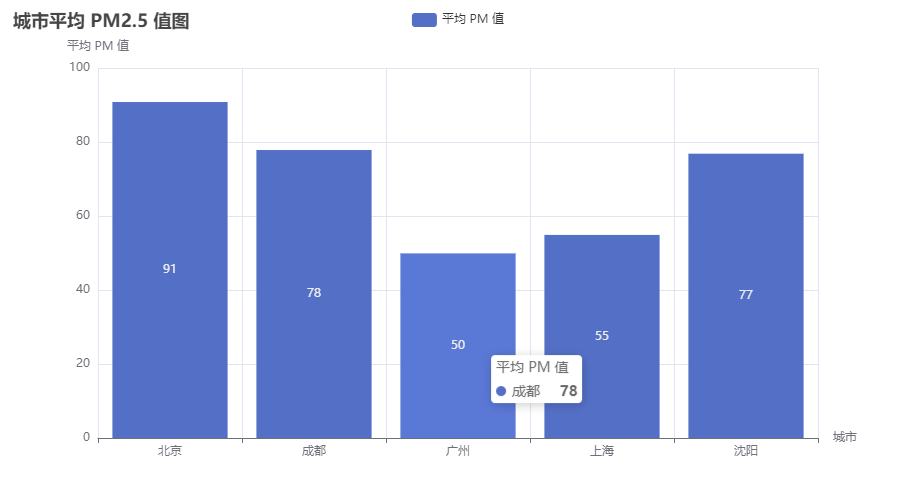 城市平均 PM2.5 值图
平均 PM 值
平均 PM 值
100
80
60
40
20
0
91
78
50
55
77
平均 PM 值
成都 78
北京
成都
广州
上海
沈阳
城市